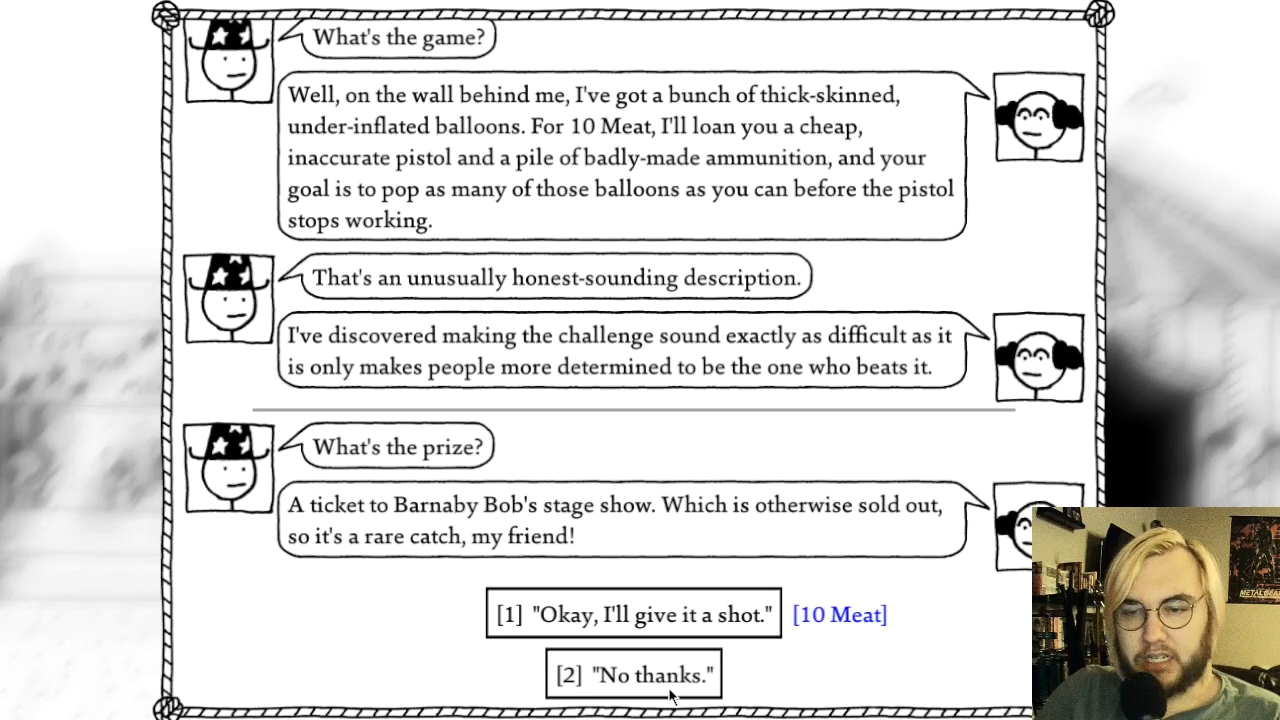 What's the game?
Well, on the wall behind me, I've got a bunch of thick-skinned,
under-inflated balloons. For 10 Meat, I'll loan you a cheap,
inaccurate pistol and a pile of badly-made ammunition, and your
goal is to pop as many of those balloons as you can before the pistol
stops working.
That's an unusually honest-sounding description.
I've discovered making the challenge sound exactly as difficult as it
is only makes people more determined to be the one who beats it.
What's the prize?
A ticket to Barnaby Bob's stage show. Which is otherwise sold out,
so it's a rare catch, my friend!
[1] "Okay, I'll give it a shot." [10 Meat]
[2] "No thanks."